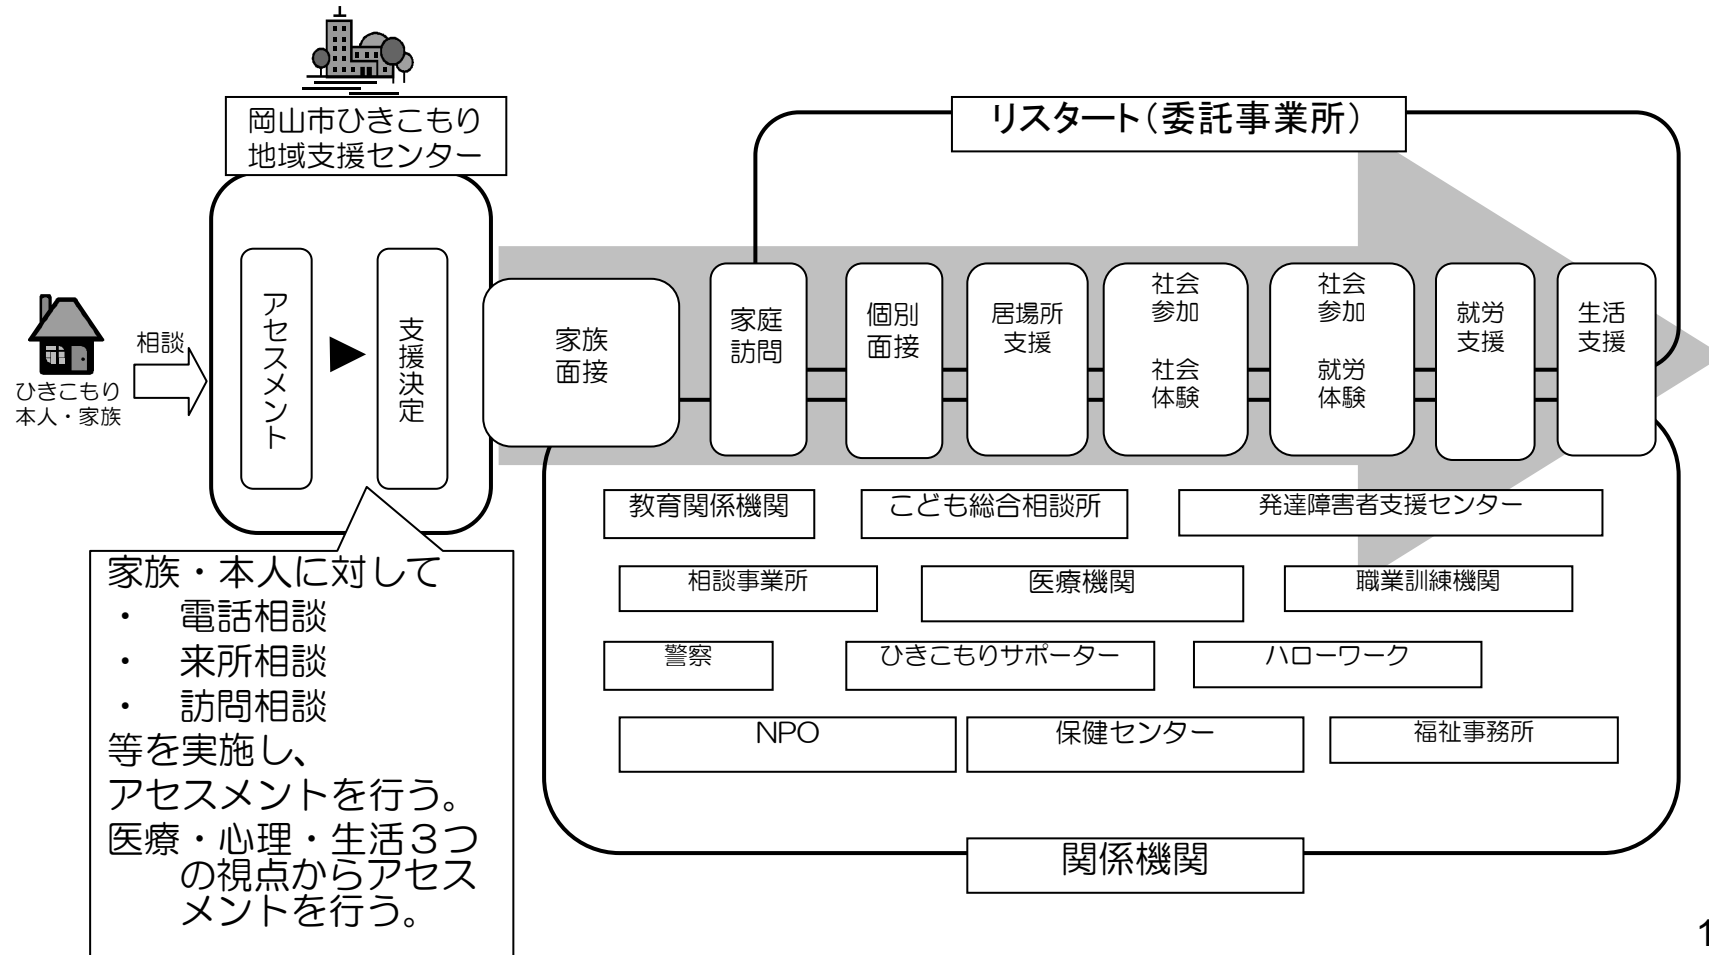 岡山市ひきこもり
地域支援センター
リスタート（委託事業所）
相談
ひきこもり
本人・家族
アセスメント
支援決定
家族
面接
家庭
訪問
個別
面接
居場所
支援
社会
参加
社会
体験
社会
参加
就労
体験
就労
支援
生活
支援
教育関係機関
こども総合相談所
発達障害者支援センター
相談事業所
医療機関
職業訓練機関
警察
ひきこもりサポーター
ハローワーク
NPO
保健センター
福祉事務所
関係機関
家族・本人に対して
・　電話相談
・　来所相談
・　訪問相談
等を実施し、
アセスメントを行う。
医療・心理・生活３つ
の視点からアセス
メントを行う。
1